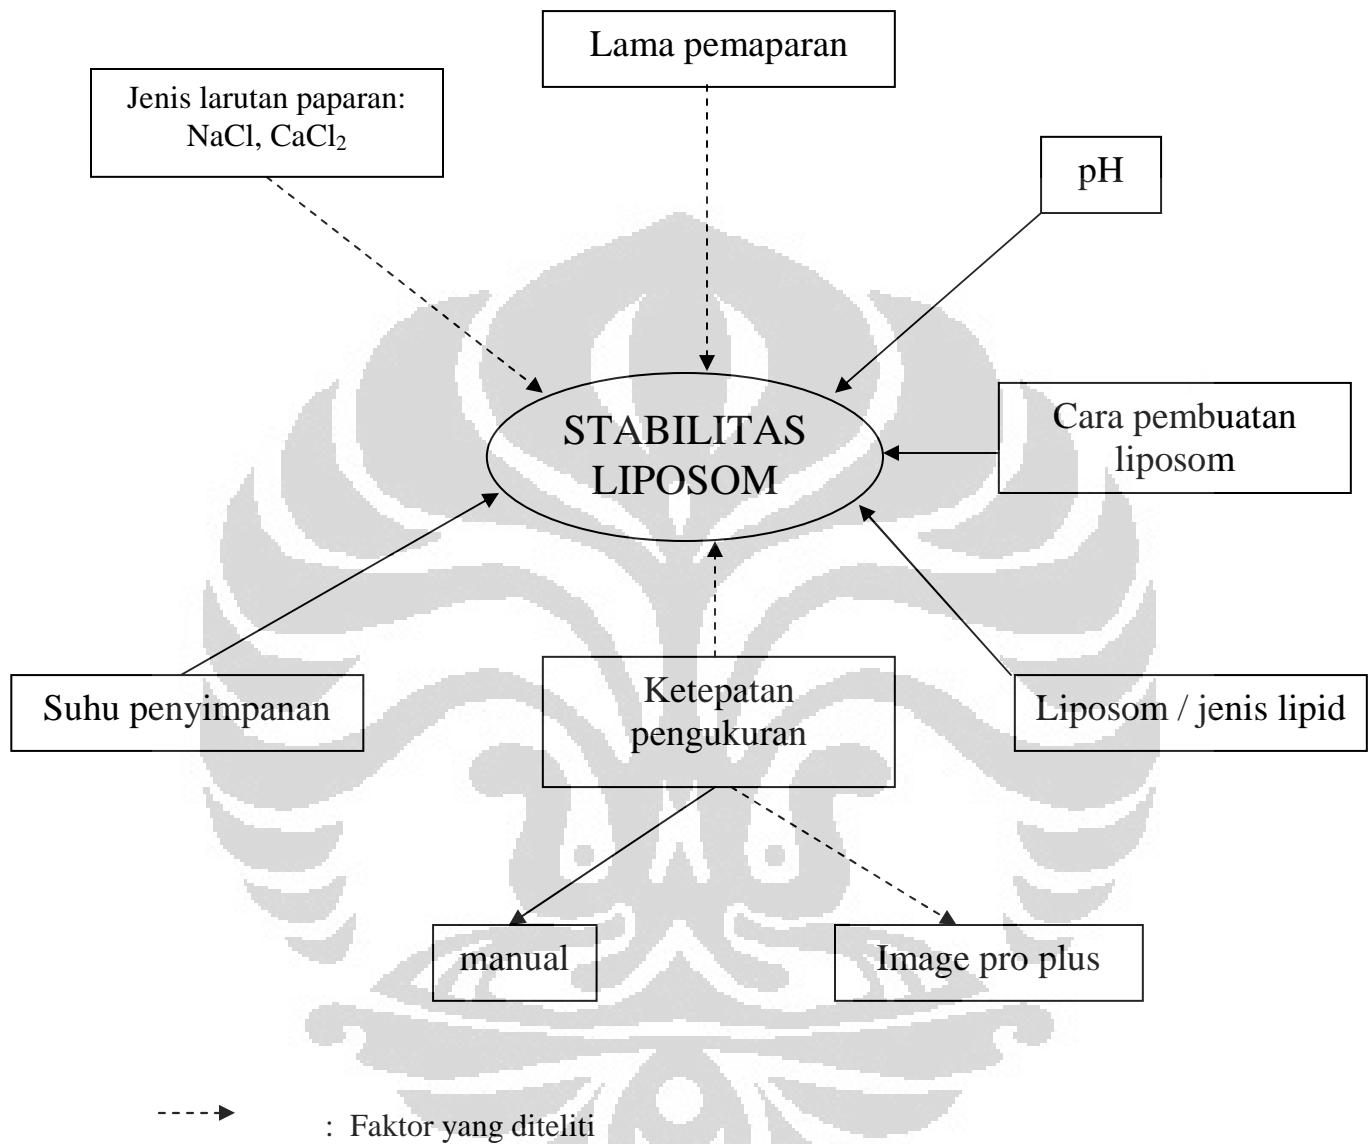 Lama pemaparan
Jenis larutan paparan:
NaCl, CaCl₂
pH
STABILITAS
LIPOSOM
Cara pembuatan
liposom
Suhu penyimpanan
Ketepatan
pengukuran
Liposom / jenis lipid
manual
Image pro plus
: Faktor yang diteliti